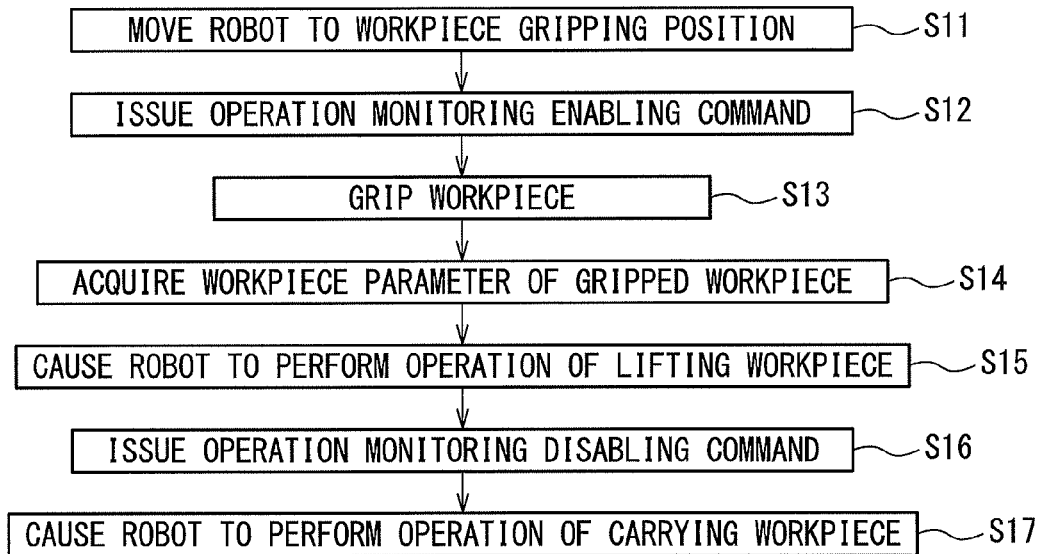 MOVE ROBOT TO WORKPIECE GRIPPING POSITION S11
ISSUE OPERATION MONITORING ENABLING COMMAND S12
GRIP WORKPIECE S13
ACQUIRE WORKPIECE PARAMETER OF GRIPPED WORKPIECE S14
CAUSE ROBOT TO PERFORM OPERATION OF LIFTING WORKPIECE S15
ISSUE OPERATION MONITORING DISABLING COMMAND S16
CAUSE ROBOT TO PERFORM OPERATION OF CARRYING WORKPIECE S17